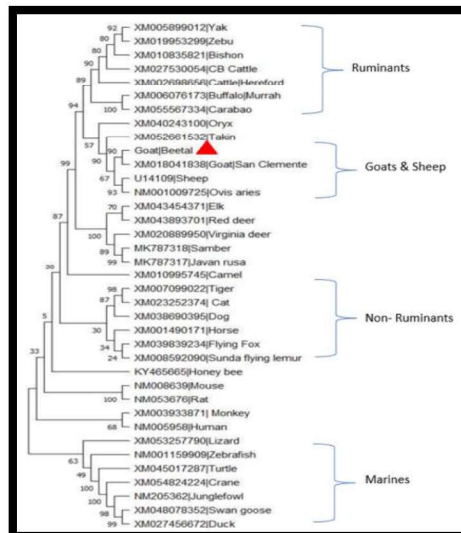 XM005899012|Yak
XM019953299|Zebu
XM010835821|Bishon
XM027530054|CB Cattle
XM002698656|Cattle/Hereford
XM006076173|Buffalo|Murrah
XM055567334|Carabao
XM040243100|Oryx
XM052661532|Takin
Goat|Beetal
XM018041838|Goat|San Clemente
U14109|Sheep
NM001009725|Ovis aries
XM043454371|Elk
XM043893701|Red deer
XM020889950|Virginia deer
MK787318|Samber
MK787317|Javan rusa
XM010995745|Camel
XM007099022|Tiger
XM023252374| Cat
XM038690395|Dog
XM001490171|Horse
XM039839234|Flying Fox
XM008592090|Sunda flying lemur
KY465665|Honey bee
NM008639|Mouse
NM053676|Rat
XM003933871| Monkey
NM005958|Human
XM053257790|Lizard
NM001159909|Zebrafish
XM045017287|Turtle
XM054824224|Crane
NM205362|Junglefowl
XM048078352|Swan goose
XM027456672|Duck
Ruminants
Goats & Sheep
Non- Ruminants
Marines
92
80
80
89
90
100
94
57
90
90
67
93
99
70
100
89
99
87
98
87
30
34
24
5
33
100
68
63
49
100
100
98
99